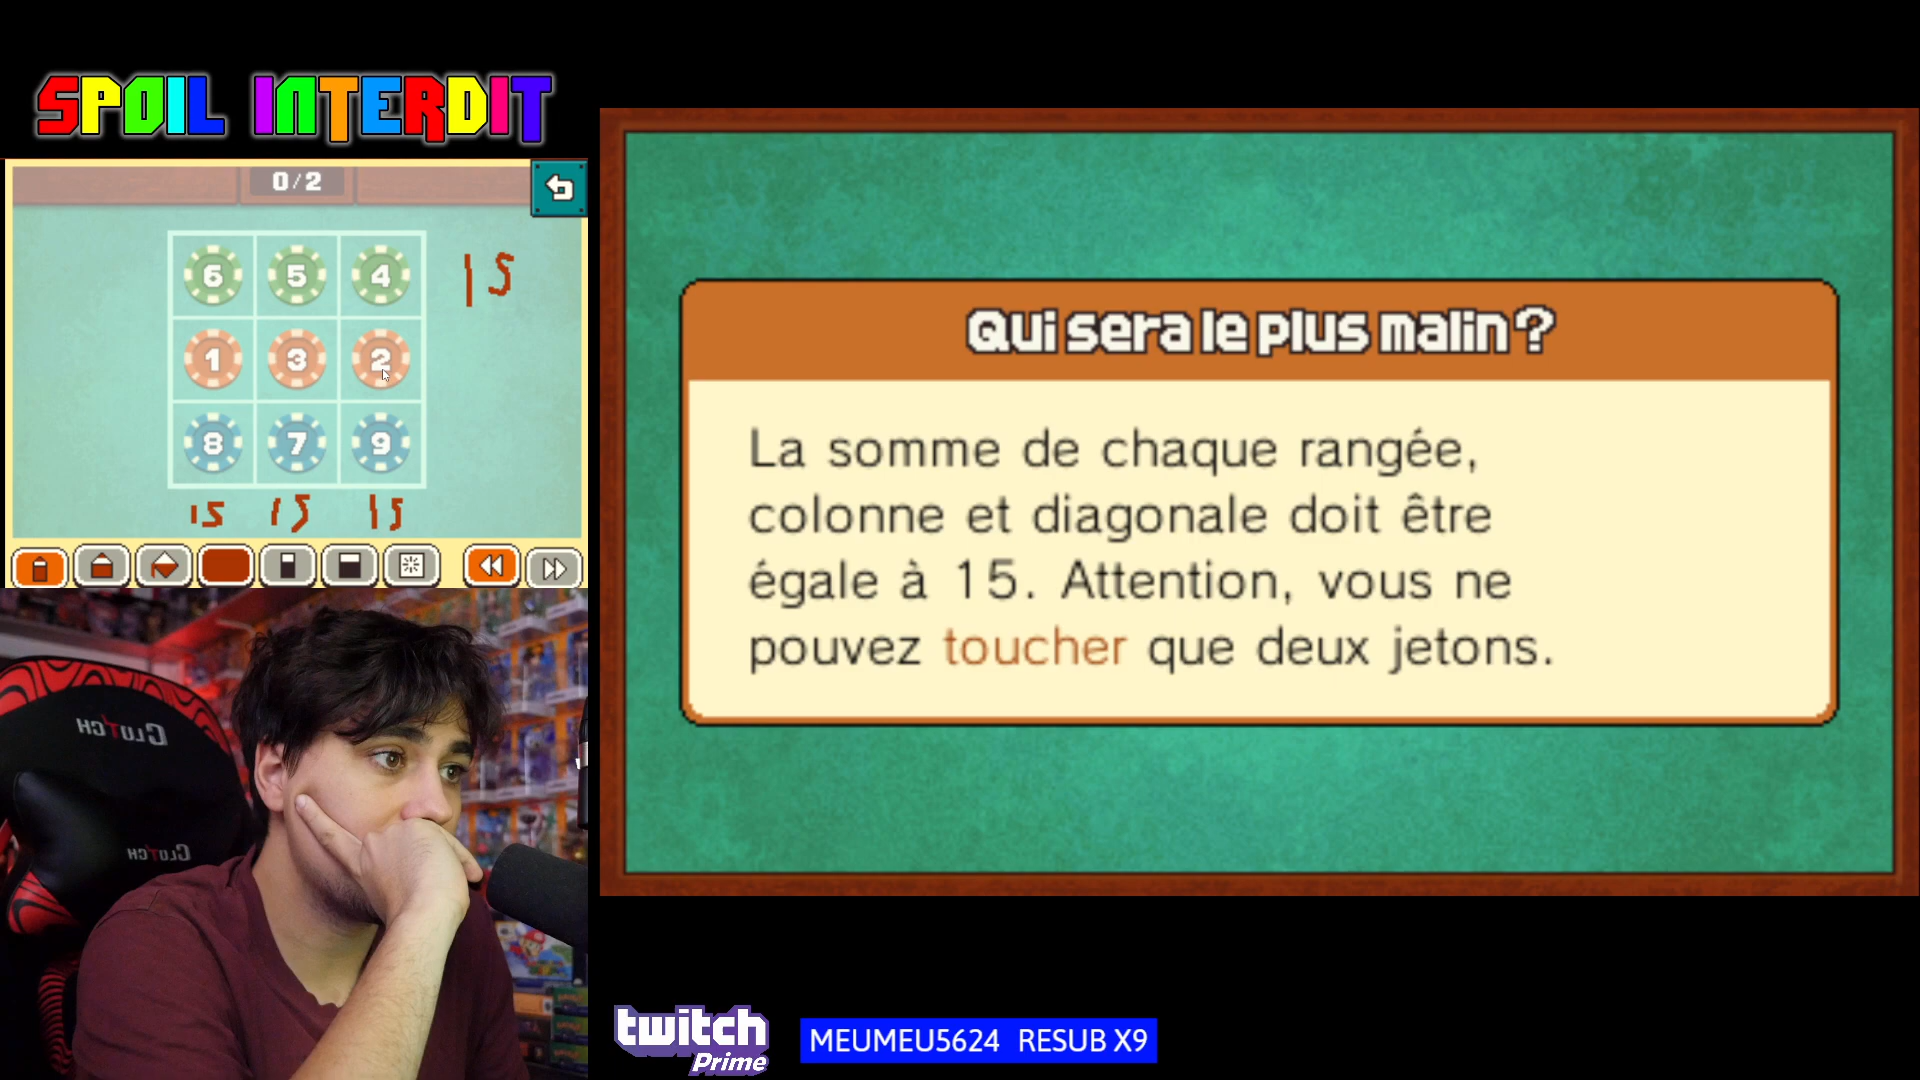 SPOIL INTERDIT
0/2
6 5 4
15
1 3 2
8 7 9
15 15 15
Qui sera le plus malin ?
La somme de chaque rangée,
colonne et diagonale doit être
égale à 15. Attention, vous ne
pouvez toucher que deux jetons.
CLUTCH
CLUTCH
twitch
Prime
MEUMEU5624 RESUB X9